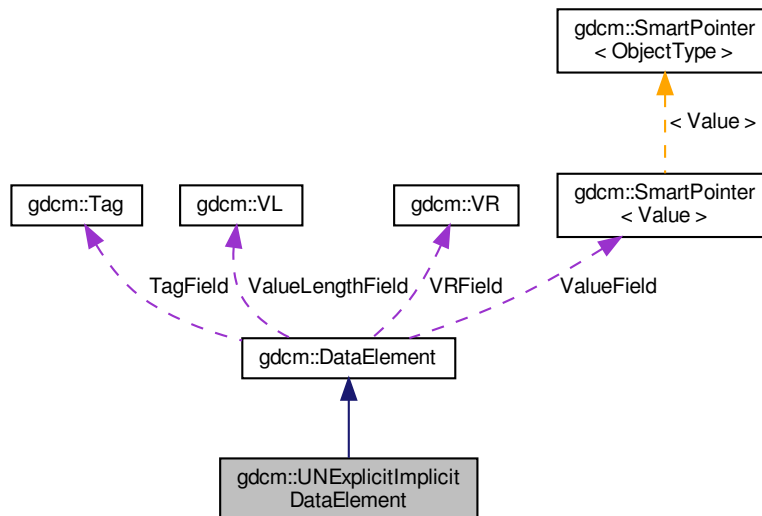 gdcm::SmartPointer
< ObjectType >
< Value >
gdcm::Tag
gdcm::VL
gdcm::VR
gdcm::SmartPointer
< Value >
TagField
ValueLengthField
VRField
ValueField
gdcm::DataElement
gdcm::UNExplicitImplicit
DataElement